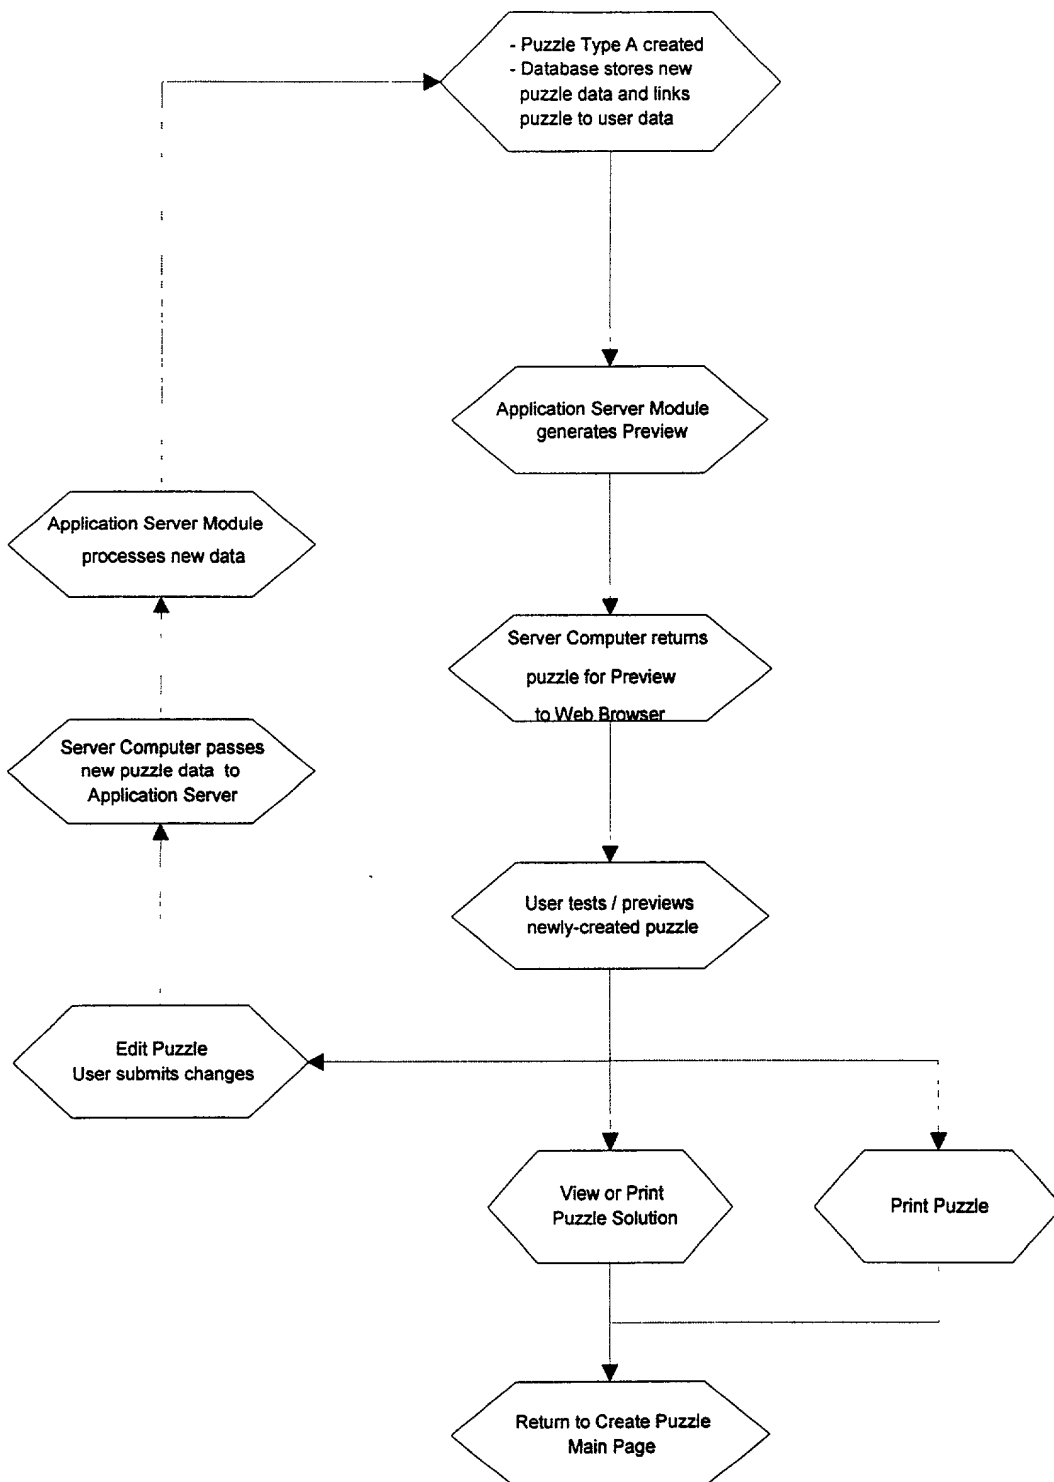 - Puzzle Type A created
- Database stores new
puzzle data and links
puzzle to user data
Application Server Module
generates Preview
Application Server Module
processes new data
Server Computer returns
puzzle for Preview
to Web Browser
Server Computer passes
new puzzle data to
Application Server
User tests / previews
newly-created puzzle
Edit Puzzle
User submits changes
View or Print
Puzzle Solution
Print Puzzle
Return to Create Puzzle
Main Page